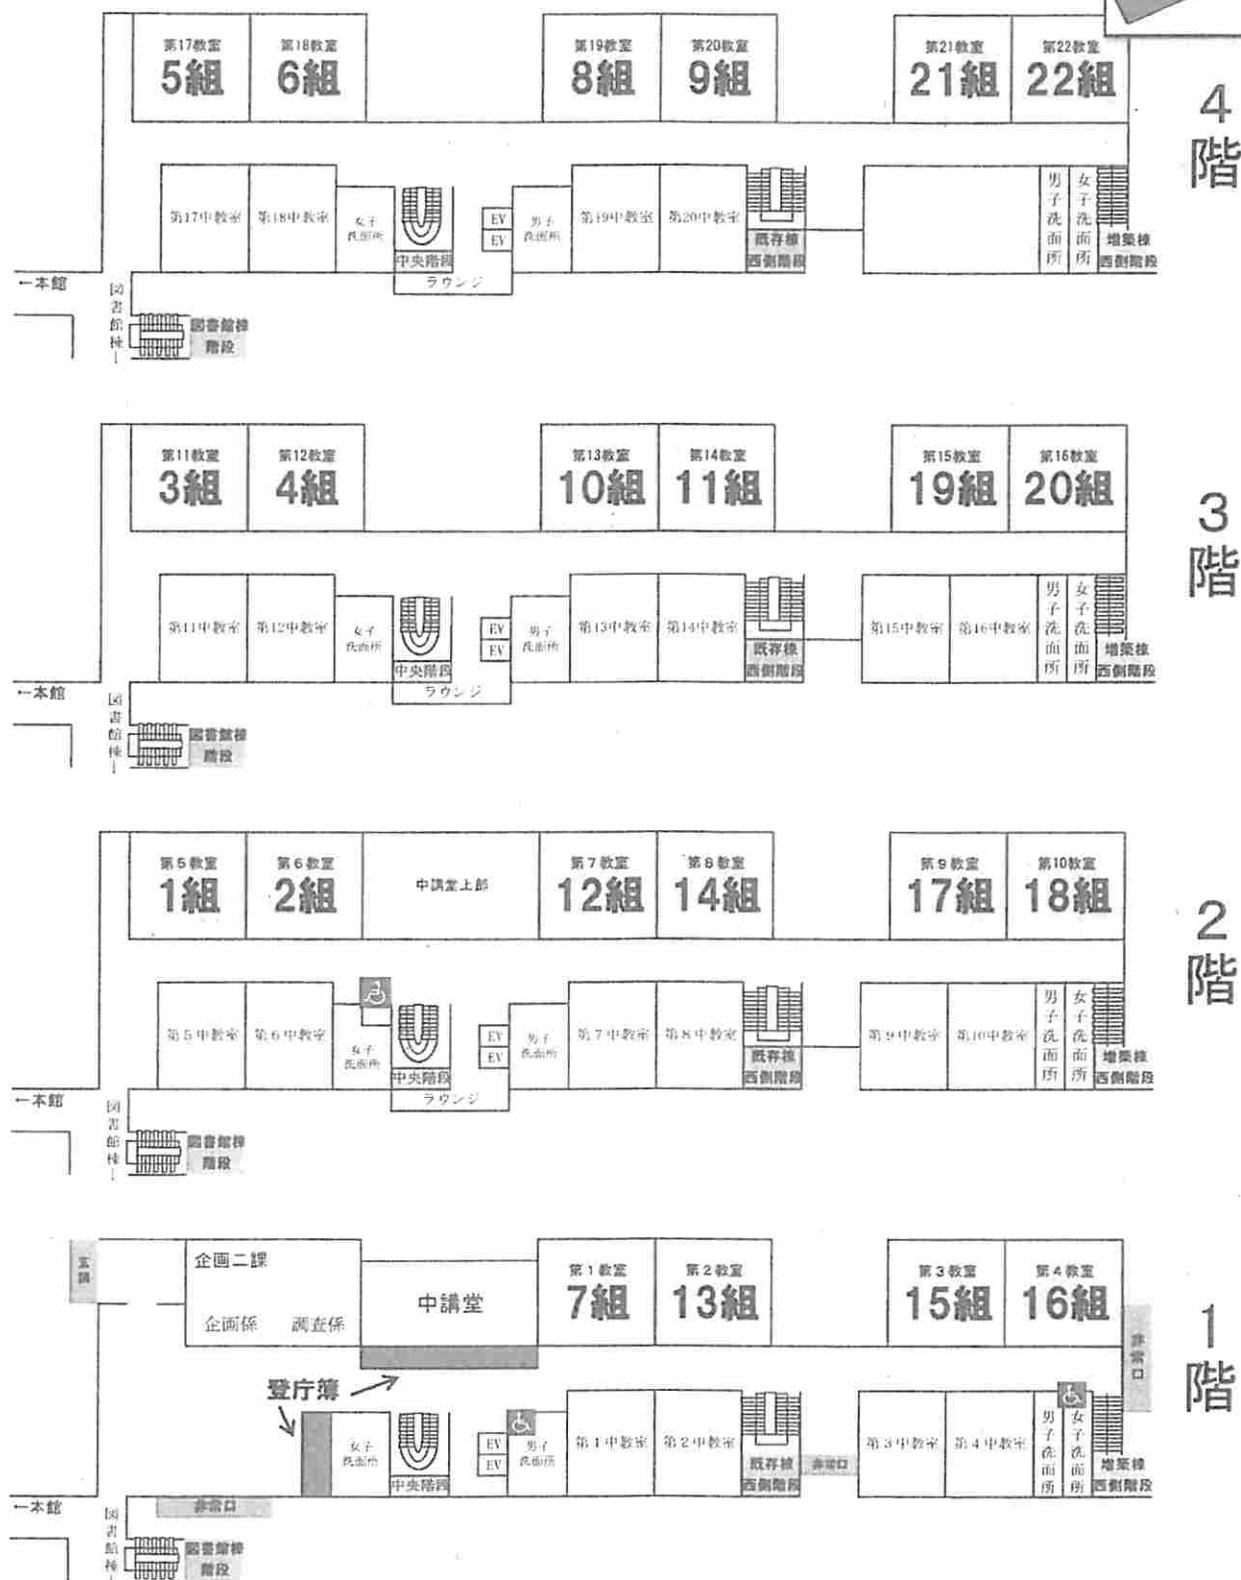 4階
第17教室
5組
第18教室
6組
第19教室
8組
第20教室
9組
第21教室
21組
第22教室
22組
第17中教室
第18中教室
女子
洗面所
中央階段
EV
EV
男子
洗面所
第19中教室
第20中教室
既存棟
西側階段
男子洗面所
女子洗面所
増築棟
西側階段
ラウンジ
←本館
図書館棟→
図書館棟
階段
3階
第11教室
3組
第12教室
4組
第13教室
10組
第14教室
11組
第15教室
19組
第16教室
20組
第11中教室
第12中教室
女子
洗面所
中央階段
EV
EV
男子
洗面所
第13中教室
第14中教室
既存棟
西側階段
第15中教室
第16中教室
男子洗面所
女子洗面所
増築棟
西側階段
ラウンジ
←本館
図書館棟→
図書館棟
階段
2階
第5教室
1組
第6教室
2組
中講堂上部
第7教室
12組
第8教室
14組
第9教室
17組
第10教室
18組
第5中教室
第6中教室
女子
洗面所
中央階段
EV
EV
男子
洗面所
第7中教室
第8中教室
既存棟
西側階段
第9中教室
第10中教室
男子洗面所
女子洗面所
増築棟
西側階段
ラウンジ
←本館
図書館棟→
図書館棟
階段
1階
玄関
企画二課
企画係 調査係
中講堂
第1教室
7組
第2教室
13組
第3教室
15組
第4教室
16組
非常口
登庁簿
女子
洗面所
中央階段
EV
EV
男子
洗面所
第1中教室
第2中教室
既存棟
西側階段
非常口
第3中教室
第4中教室
男子洗面所
女子洗面所
増築棟
西側階段
←本館
非常口
図書館棟
図書館棟
階段